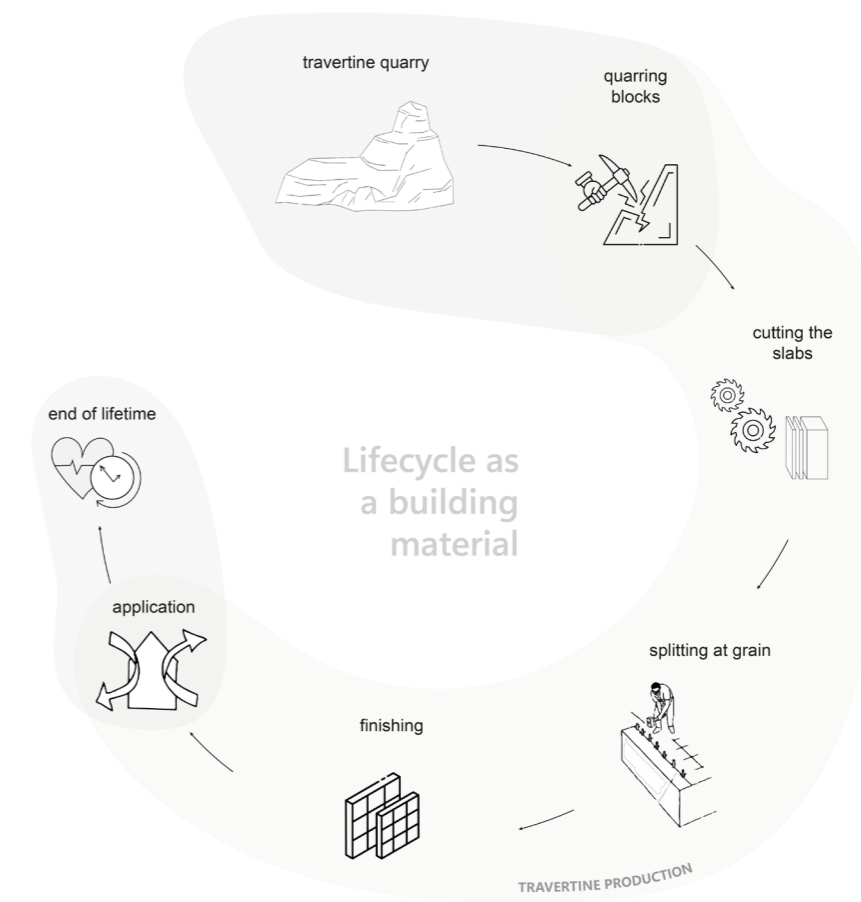 travertine quarry
quarring
blocks
cutting the
slabs
end of lifetime
Lifecycle as
a building
material
application
splitting at grain
finishing
TRAVERTINE PRODUCTION